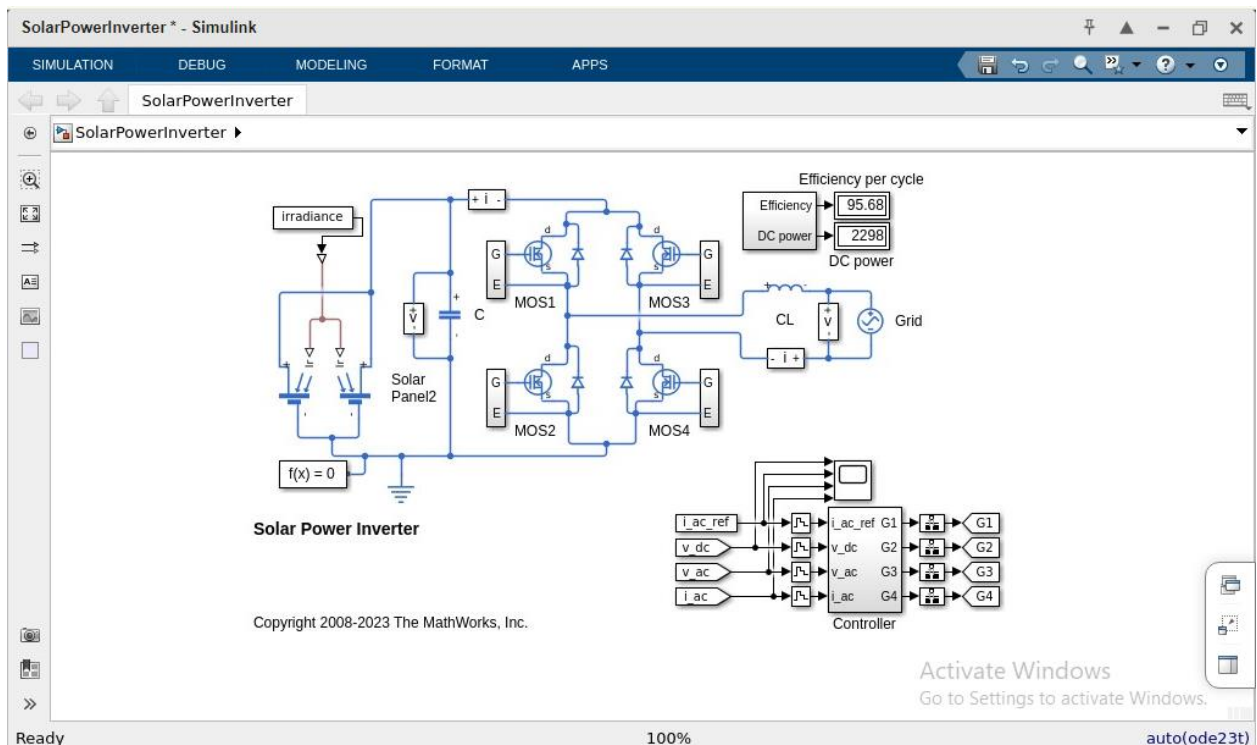 SolarPowerInverter * - Simulink
SIMULATION DEBUG MODELING FORMAT APPS
SolarPowerInverter
SolarPowerInverter
irradiance
+ i -
Efficiency per cycle
Efficiency 95.68
DC power 2298
DC power
d
s
G
E
MOS1
d
s
G
E
MOS3
+
v
-
+
-
C
+ -
CL
+
v
-
Grid
- i +
Ir
Ir
+
-
+
-
Solar
Panel2
d
s
G
E
MOS2
d
s
G
E
MOS4
f(x) = 0
Solar Power Inverter
i_ac_ref i_ac_ref G1 G1
v_dc v_dc G2 G2
v_ac v_ac G3 G3
i_ac i_ac G4 G4
Controller
Copyright 2008-2023 The MathWorks, Inc.
Activate Windows
Go to Settings to activate Windows.
Ready 100% auto(ode23t)